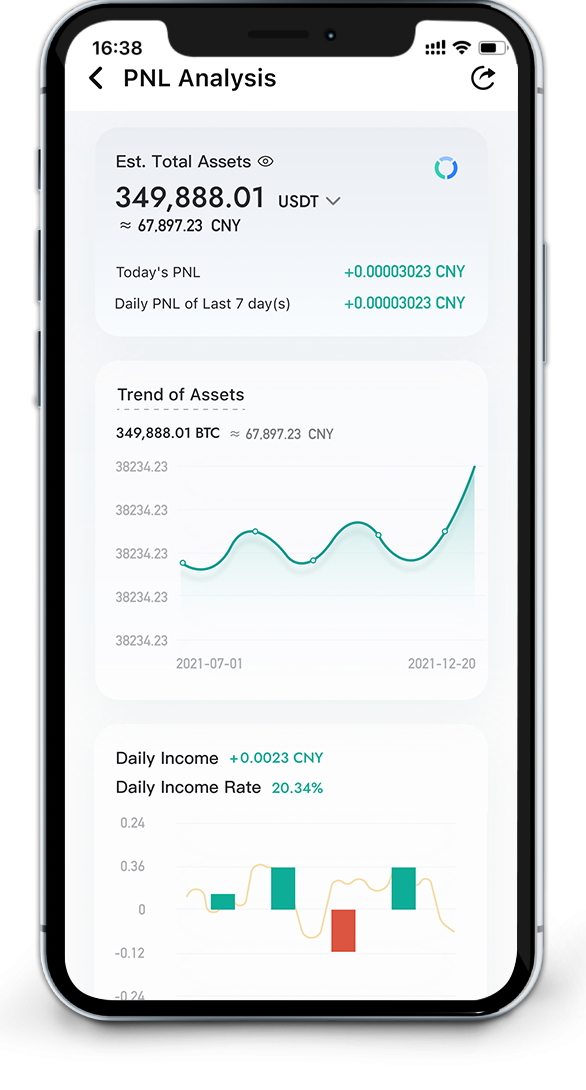 16:38
PNL Analysis
Est. Total Assets
349,888.01 USDT
≈ 67,897.23 CNY
Today's PNL +0.00003023 CNY
Daily PNL of Last 7 day(s) +0.00003023 CNY
Trend of Assets
349,888.01 BTC ≈ 67,897.23 CNY
38234.23
38234.23
38234.23
38234.23
38234.23
2021-07-01 2021-12-20
Daily Income +0.0023 CNY
Daily Income Rate 20.34%
0.24
0.36
0
-0.12
-0.24